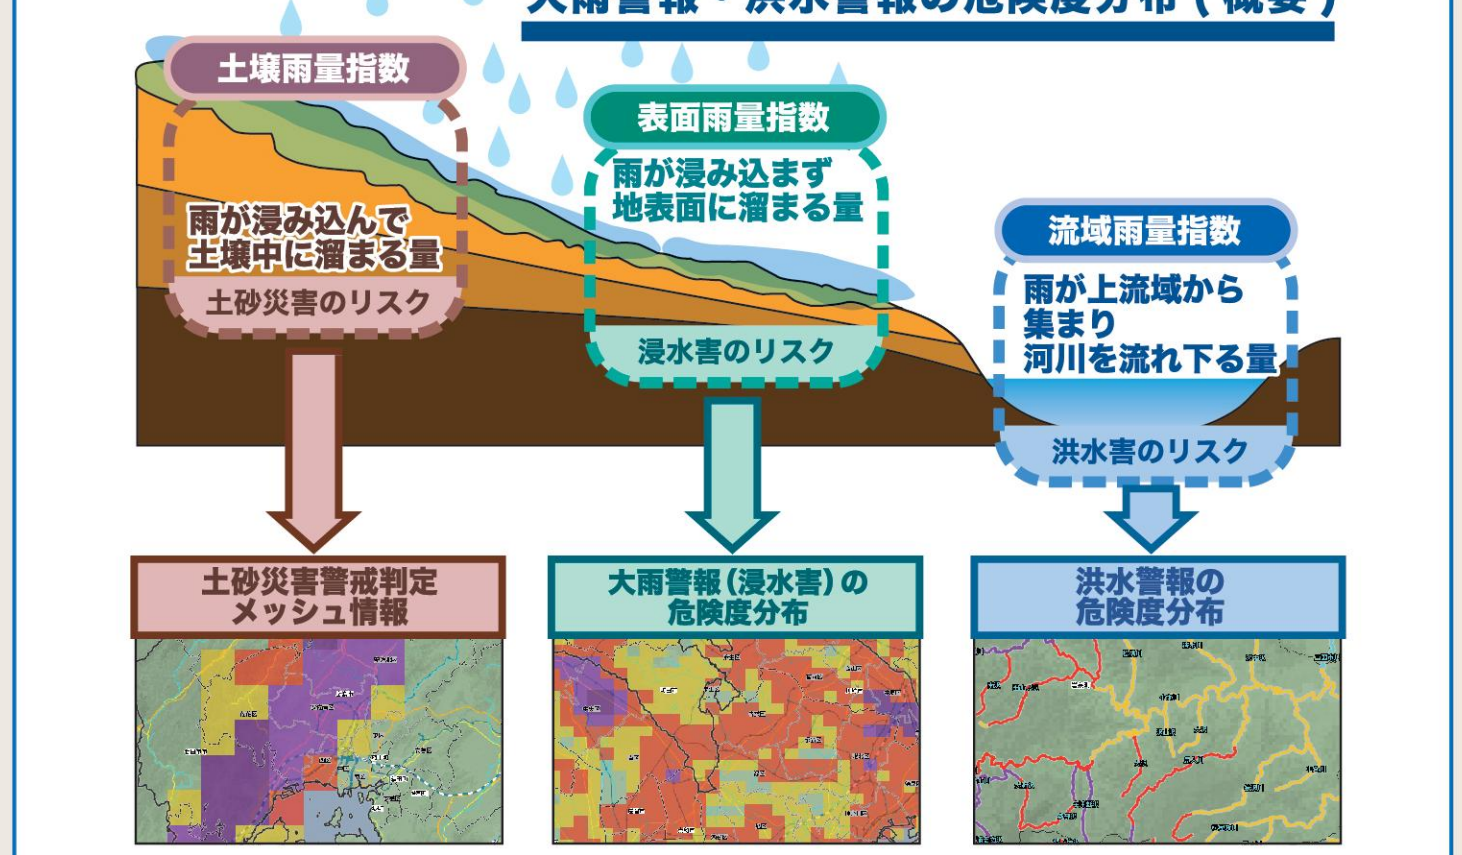 大雨警報・洪水警報の危険度分布（概要）
土壌雨量指数
雨が浸み込んで
土壌中に溜まる量
土砂災害のリスク
表面雨量指数
雨が浸み込まず
地表面に溜まる量
浸水害のリスク
流域雨量指数
雨が上流域から
集まり
河川を流れ下る量
洪水害のリスク
土砂災害警戒判定
メッシュ情報
大雨警報（浸水害）の
危険度分布
洪水警報の
危険度分布